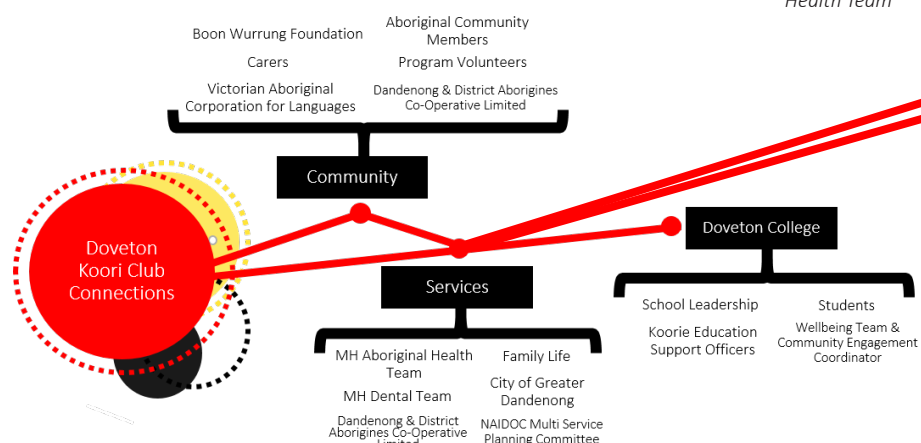 Health Team
Boon Wurrung Foundation
Carers
Victorian Aboriginal
Corporation for Languages
Aboriginal Community
Members
Program Volunteers
Dandenong & District Aborigines
Co-Operative Limited
Community
Doveton
Koori Club
Connections
Doveton College
School Leadership
Koorie Education
Support Officers
Students
Wellbeing Team &
Community Engagement
Coordinator
Services
MH Aboriginal Health
Team
MH Dental Team
Dandenong & District
Aborigines Co-Operative
Limited
Family Life
City of Greater
Dandenong
NAIDOC Multi Service
Planning Committee